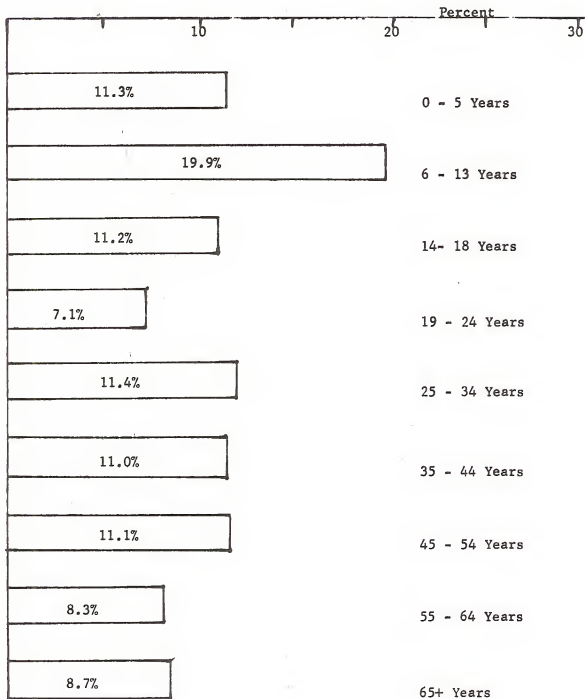 Percent
10 20 30
11.3% 0 - 5 Years
19.9% 6 - 13 Years
11.2% 14- 18 Years
7.1% 19 - 24 Years
11.4% 25 - 34 Years
11.0% 35 - 44 Years
11.1% 45 - 54 Years
8.3% 55 - 64 Years
8.7% 65+ Years